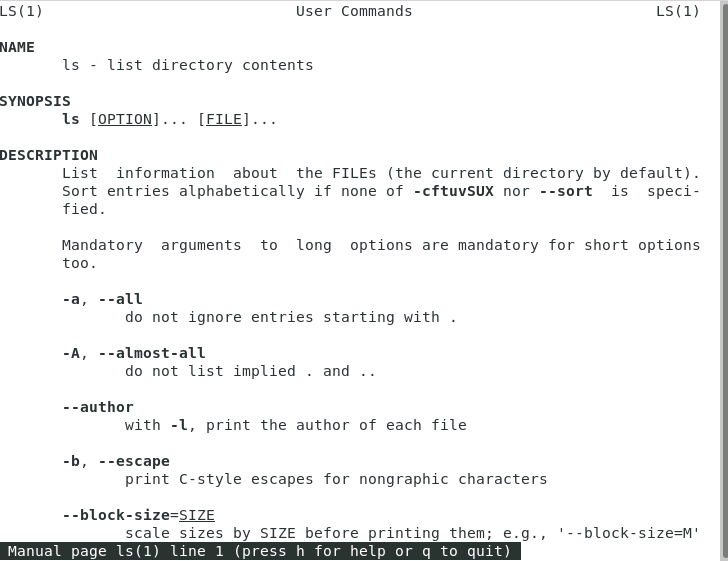 LS(1)                            User Commands                           LS(1)
NAME
       ls - list directory contents
SYNOPSIS
       ls [OPTION]... [FILE]...
DESCRIPTION
       List  information  about  the FILEs (the current directory by default).
       Sort entries alphabetically if none of -cftuvSUX nor --sort  is  speci-
       fied.
       Mandatory  arguments  to  long  options are mandatory for short options
       too.
       -a, --all
              do not ignore entries starting with .
       -A, --almost-all
              do not list implied . and ..
       --author
              with -l, print the author of each file
       -b, --escape
              print C-style escapes for nongraphic characters
       --block-size=SIZE
              scale sizes by SIZE before printing them; e.g., '--block-size=M'
 Manual page ls(1) line 1 (press h for help or q to quit)